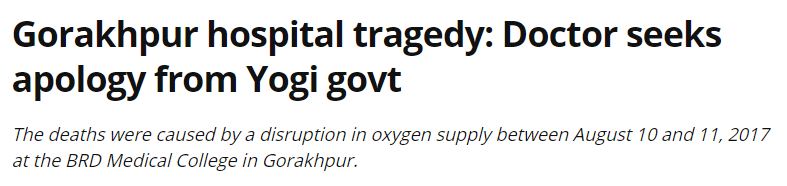 Gorakhpur hospital tragedy: Doctor seeks
apology from Yogi govt
The deaths were caused by a disruption in oxygen supply between August 10 and 11, 2017
at the BRD Medical College in Gorakhpur.